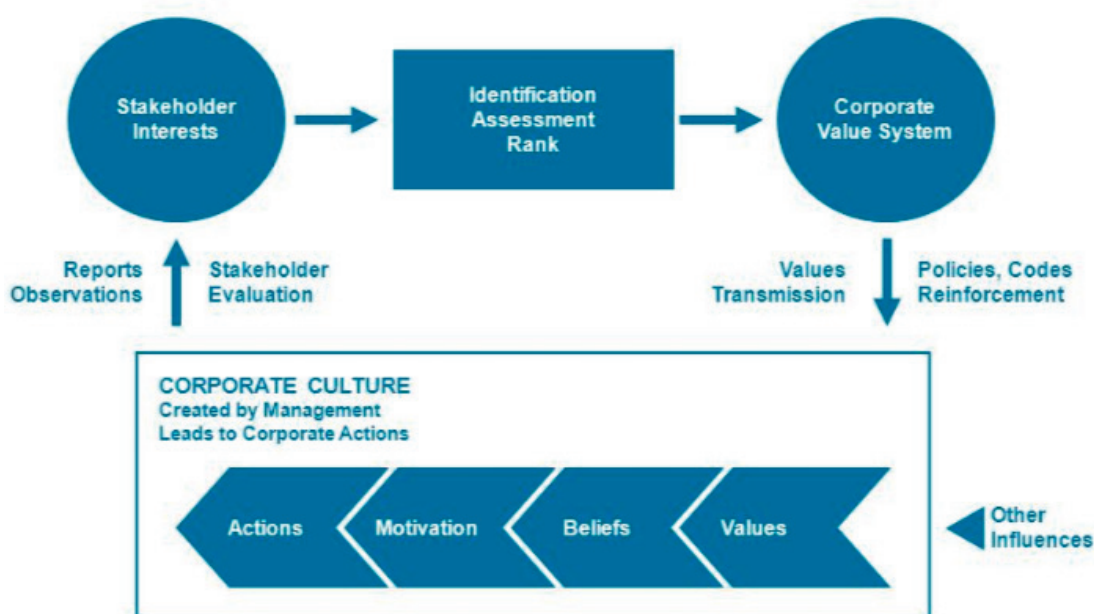 Stakeholder
Interests
Identification
Assessment
Rank
Corporate
Value System
Reports
Observations
Stakeholder
Evaluation
Values
Transmission
Policies, Codes
Reinforcement
CORPORATE CULTURE
Created by Management
Leads to Corporate Actions
Actions
Motivation
Beliefs
Values
Other
Influences